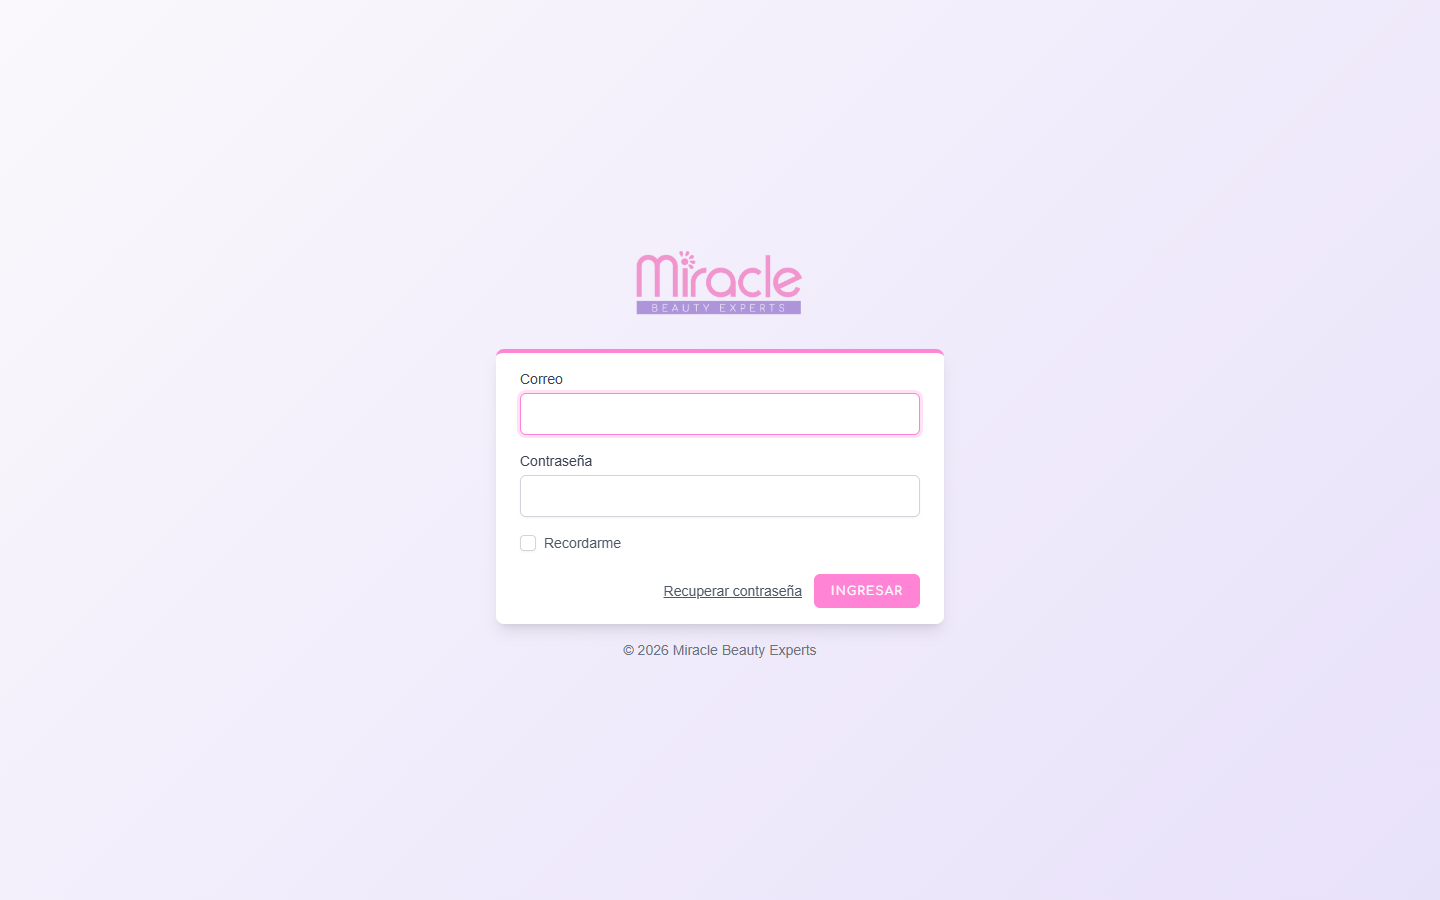 Miracle
BEAUTY EXPERTS
Correo
Contraseña
Recordarme
Recuperar contraseña
INGRESAR
© 2026 Miracle Beauty Experts